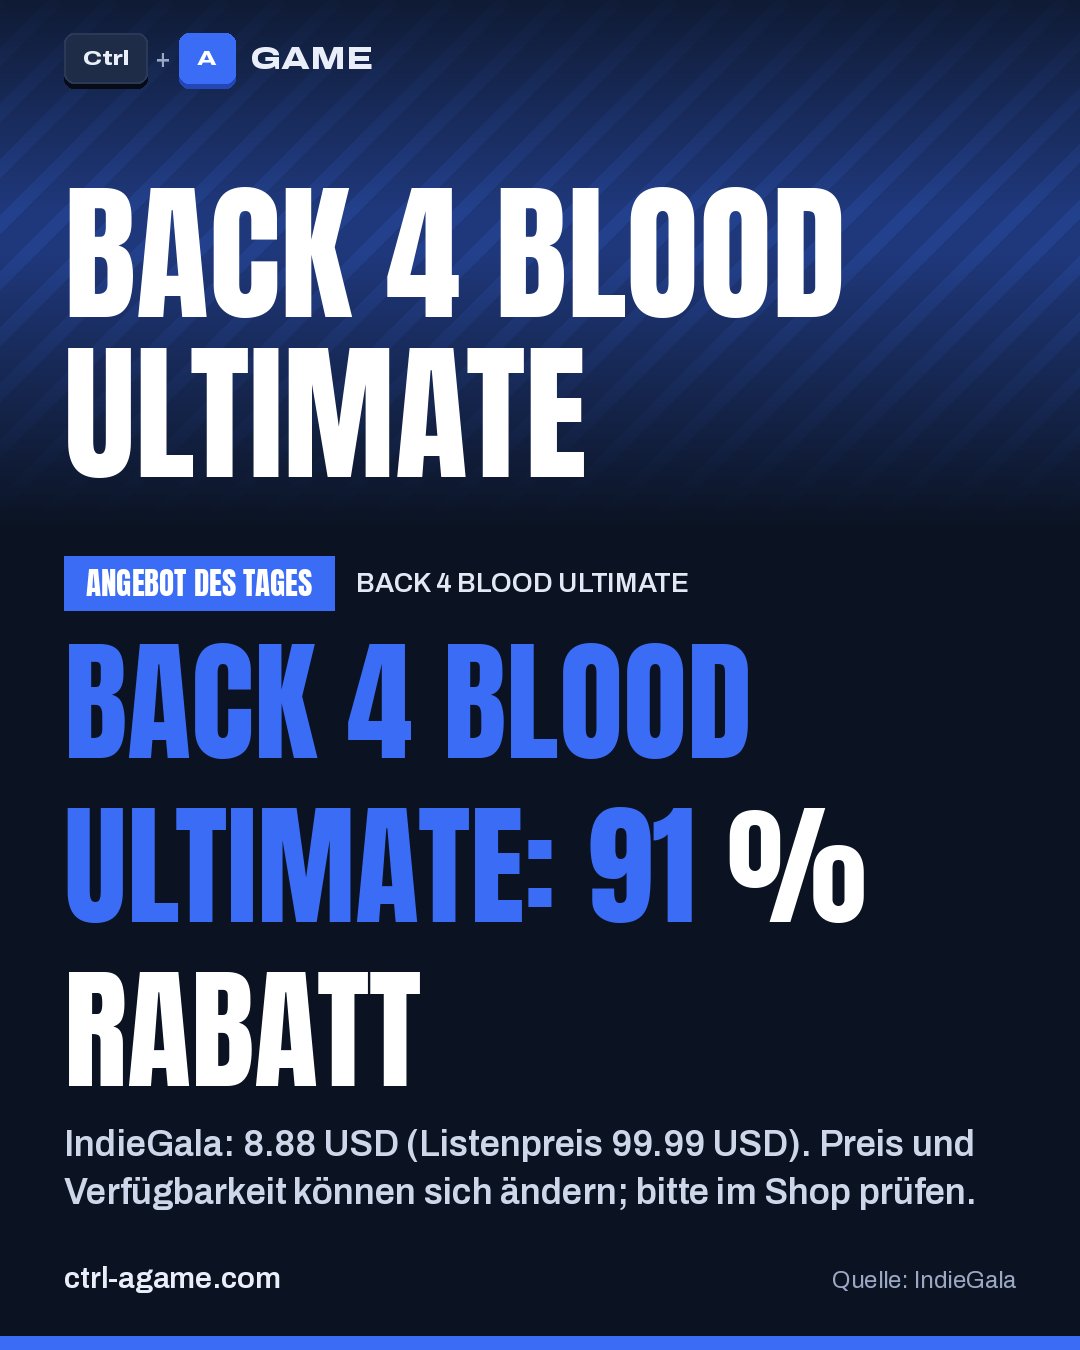 Ctrl + A GAME
BACK 4 BLOOD
ULTIMATE
ANGEBOT DES TAGES BACK 4 BLOOD ULTIMATE
BACK 4 BLOOD
ULTIMATE: 91 %
RABATT
IndieGala: 8.88 USD (Listenpreis 99.99 USD). Preis und
Verfügbarkeit können sich ändern; bitte im Shop prüfen.
ctrl-agame.com Quelle: IndieGala